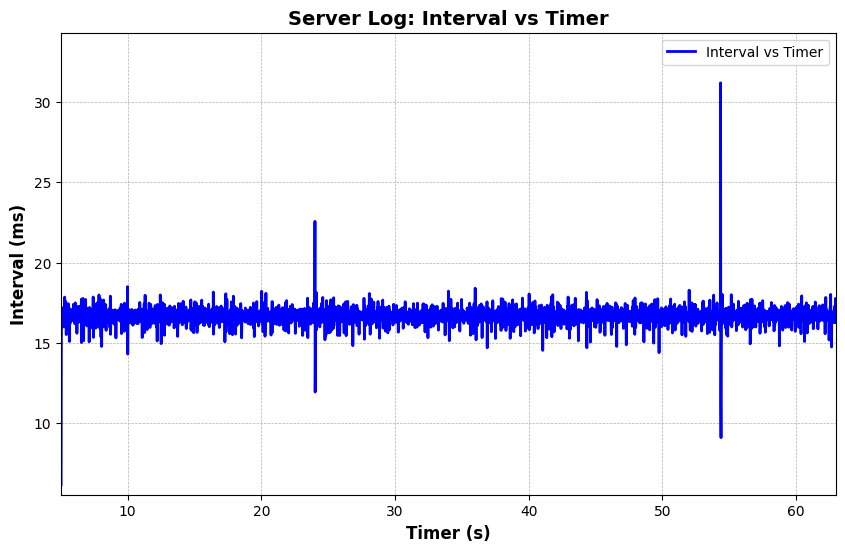 Server Log: Interval vs Timer
Interval vs Timer
Interval (ms)
30
25
20
15
10
10 20 30 40 50 60
Timer (s)